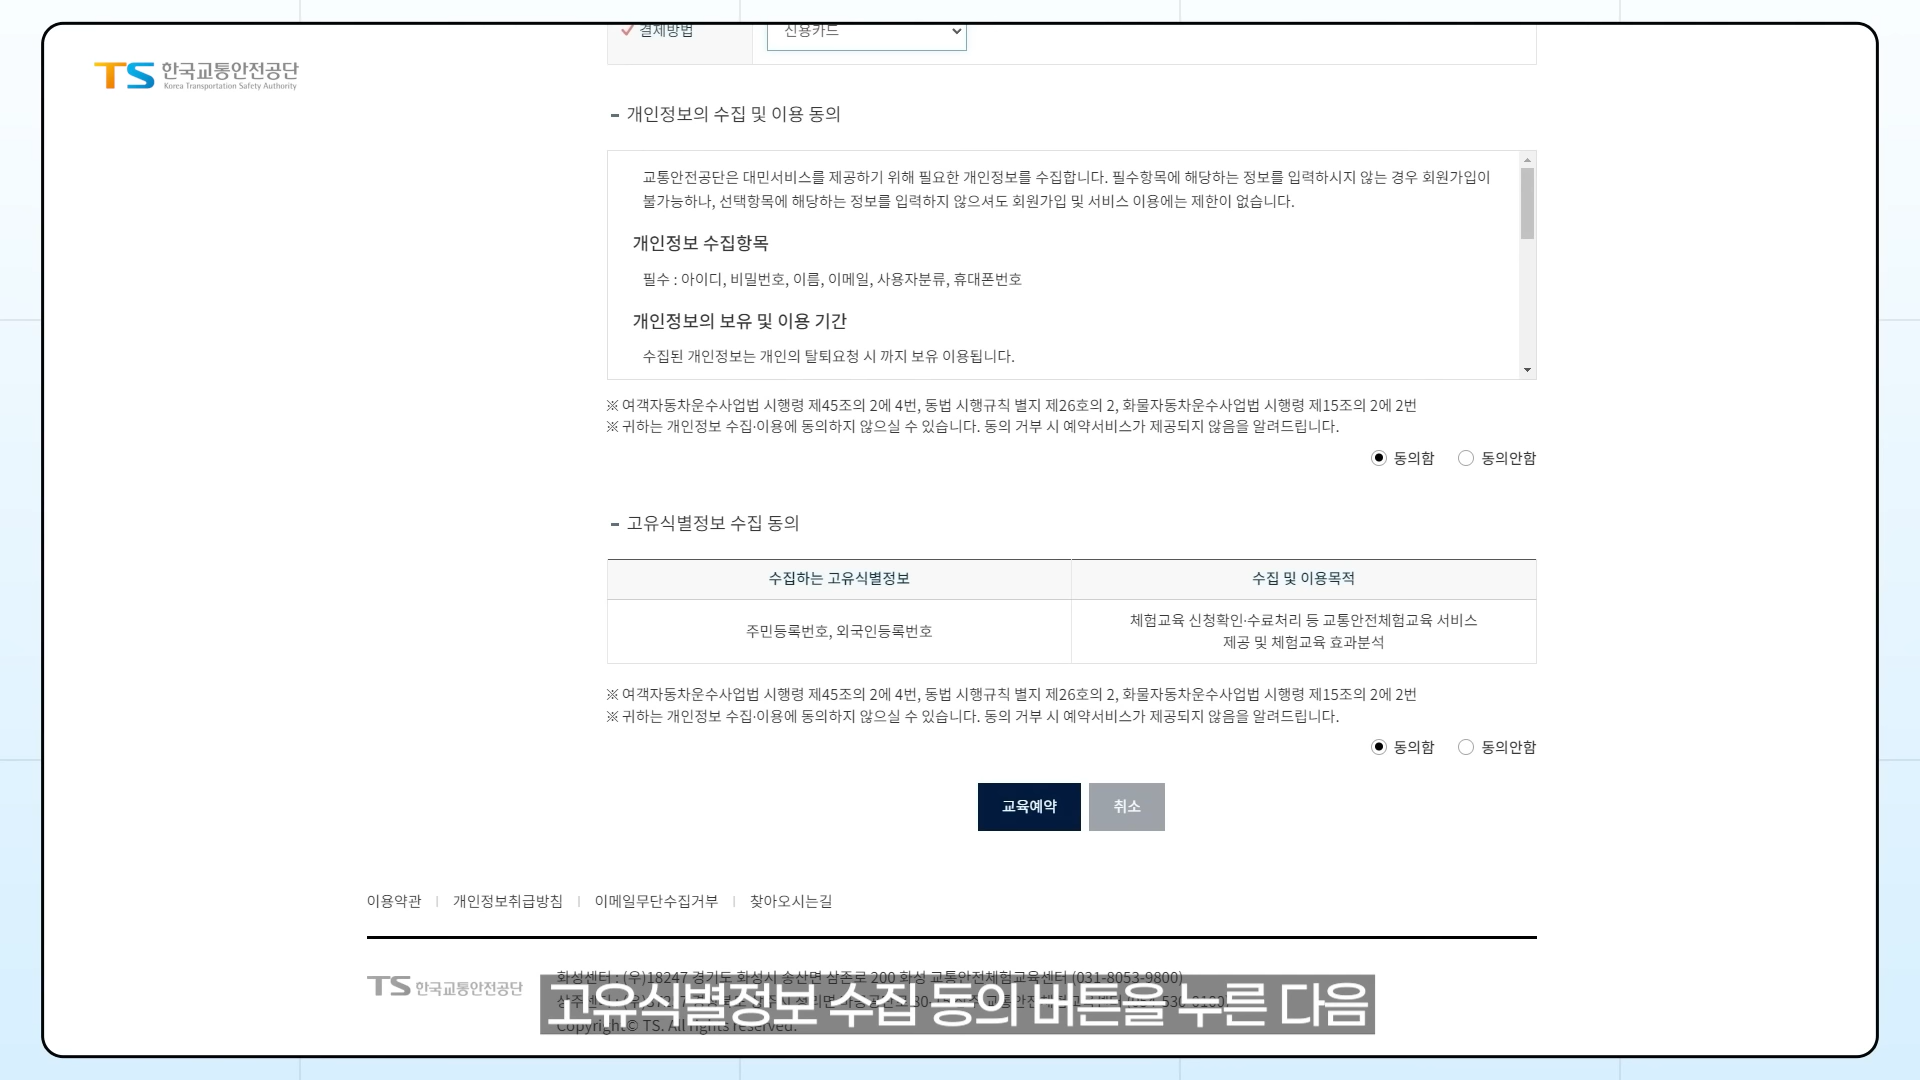 결제방법
신용카드
TS 한국교통안전공단
Korea Transportation Safety Authority
개인정보의 수집 및 이용 동의
교통안전공단은 대민서비스를 제공하기 위해 필요한 개인정보를 수집합니다. 필수항목에 해당하는 정보를 입력하시지 않는 경우 회원가입이
불가능하나, 선택항목에 해당하는 정보를 입력하지 않으셔도 회원가입 및 서비스 이용에는 제한이 없습니다.
개인정보 수집항목
필수 : 아이디, 비밀번호, 이름, 이메일, 사용자분류, 휴대폰번호
개인정보의 보유 및 이용 기간
수집된 개인정보는 개인의 탈퇴요청 시 까지 보유 이용됩니다.
※ 여객자동차운수사업법 시행령 제45조의 2에 4번, 동법 시행규칙 별지 제26호의 2, 화물자동차운수사업법 시행령 제15조의 2에 2번
※ 귀하는 개인정보 수집·이용에 동의하지 않으실 수 있습니다. 동의 거부 시 예약서비스가 제공되지 않음을 알려드립니다.
동의함 동의안함
고유식별정보 수집 동의
수집하는 고유식별정보 수집 및 이용목적
주민등록번호, 외국인등록번호
체험교육 신청확인·수료처리 등 교통안전체험교육 서비스
제공 및 체험교육 효과분석
※ 여객자동차운수사업법 시행령 제45조의 2에 4번, 동법 시행규칙 별지 제26호의 2, 화물자동차운수사업법 시행령 제15조의 2에 2번
※ 귀하는 개인정보 수집·이용에 동의하지 않으실 수 있습니다. 동의 거부 시 예약서비스가 제공되지 않음을 알려드립니다.
동의함 동의안함
교육예약 취소
이용약관 개인정보취급방침 이메일무단수집거부 찾아오시는길
TS 한국교통안전공단
화성센터 : (우)18247 경기도 화성시 송산면 삼존로 200 화성 교통안전체험교육센터 (031-8053-9800)
Copyright© TS. All rights reserved.
고유식별정보 수집 동의 버튼을 누른 다음